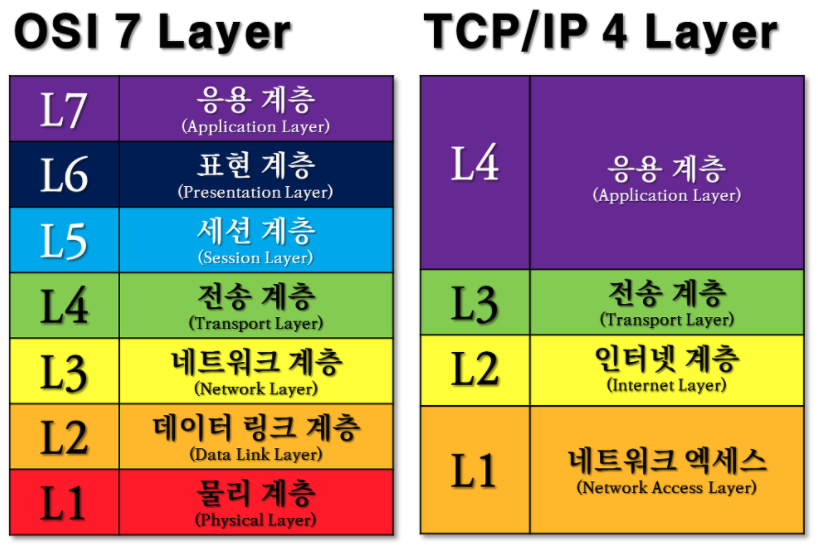 OSI 7 Layer
L7
응용 계층
(Application Layer)
L6
표현 계층
(Presentation Layer)
L5
세션 계층
(Session Layer)
L4
전송 계층
(Transport Layer)
L3
네트워크 계층
(Network Layer)
L2
데이터 링크 계층
(Data Link Layer)
L1
물리 계층
(Physical Layer)
TCP/IP 4 Layer
L4
응용 계층
(Application Layer)
L3
전송 계층
(Transport Layer)
L2
인터넷 계층
(Internet Layer)
L1
네트워크 엑세스
(Network Access Layer)